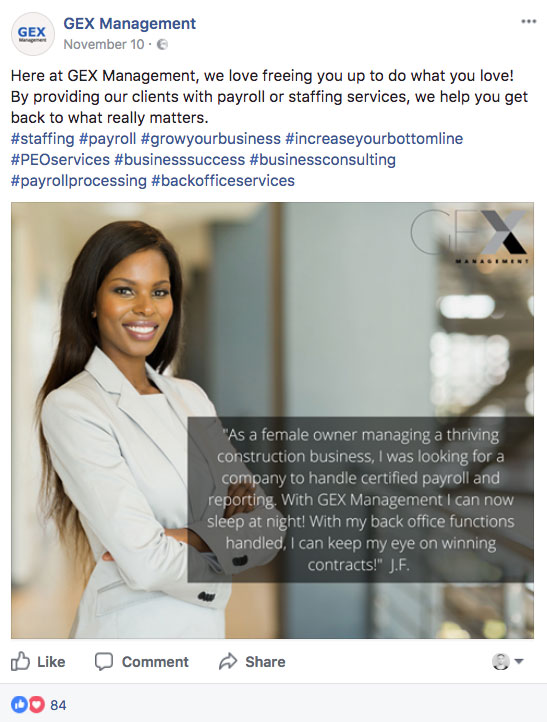 GEX
Management
GEX Management
November 10 ·
Here at GEX Management, we love freeing you up to do what you love!
By providing our clients with payroll or staffing services, we help you get
back to what really matters.
#staffing #payroll #growyourbusiness #increaseyourbottomline
#PEOservices #businesssuccess #businessconsulting
#payrollprocessing #backofficeservices
GEX
MANAGEMENT
"As a female owner managing a thriving
construction business, I was looking for a
company to handle certified payroll and
reporting. With GEX Management I can now
sleep at night! With my back office functions
handled, I can keep my eye on winning
contracts!" J.F.
Like
Comment
Share
84